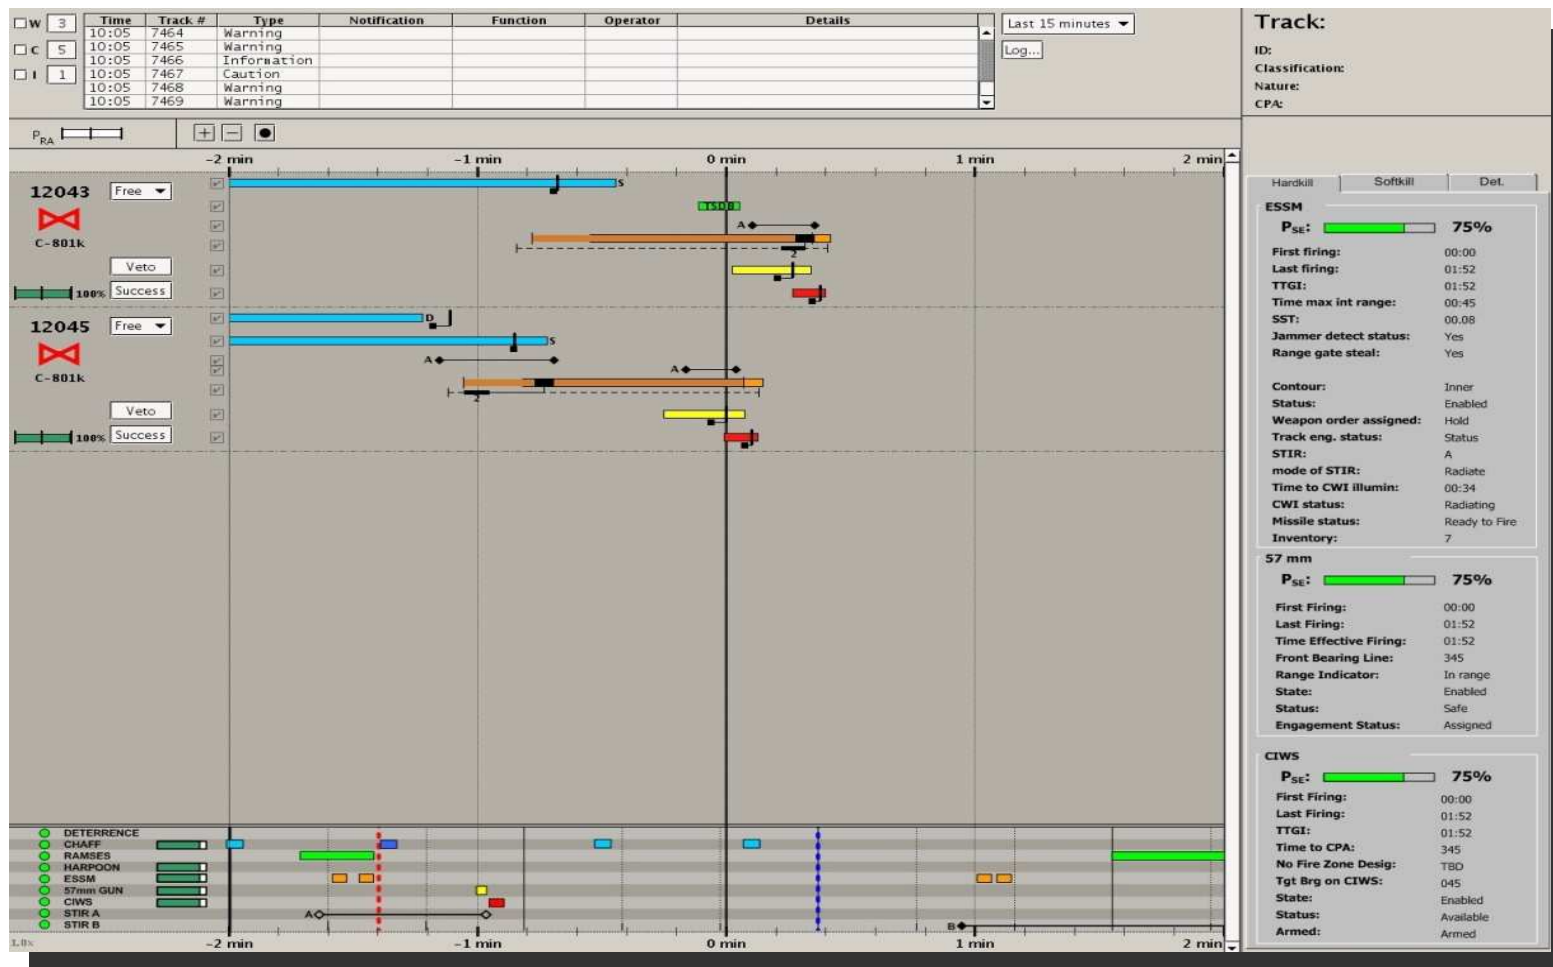 W 3 Time Track # Type Notification Function Operator Details Last 15 minutes
10:05 7464 Warning
C 5 10:05 7465 Warning Log...
10:05 7466 Information
I 1 10:05 7467 Caution
10:05 7468 Warning
10:05 7469 Warning
PRA + −
-2 min -1 min 0 min 1 min 2 min
12043 Free S
TSDB
A
C-801k
2
Veto
100% Success
12045 Free D
S
A
C-801k A
2
Veto
100% Success
DETERRENCE
CHAFF
RAMSES
HARPOON
ESSM
57mm GUN
CIWS
STIR A A
STIR B B
1.0x -2 min -1 min 0 min 1 min 2 min
Track:
ID:
Classification:
Nature:
CPA:
Hardkill Softkill Det.
ESSM
PSE: 75%
First firing: 00:00
Last firing: 01:52
TTGI: 01:52
Time max int range: 00:45
SST: 00.08
Jammer detect status: Yes
Range gate steal: Yes
Contour: Inner
Status: Enabled
Weapon order assigned: Hold
Track eng. status: Status
STIR: A
mode of STIR: Radiate
Time to CWI illumin: 00:34
CWI status: Radiating
Missile status: Ready to Fire
Inventory: 7
57 mm
PSE: 75%
First Firing: 00:00
Last Firing: 01:52
Time Effective Firing: 01:52
Front Bearing Line: 345
Range Indicator: In range
State: Enabled
Status: Safe
Engagement Status: Assigned
CIWS
PSE: 75%
First Firing: 00:00
Last Firing: 01:52
TTGI: 01:52
Time to CPA: 345
No Fire Zone Desig: TBD
Tgt Brg on CIWS: 045
State: Enabled
Status: Available
Armed: Armed